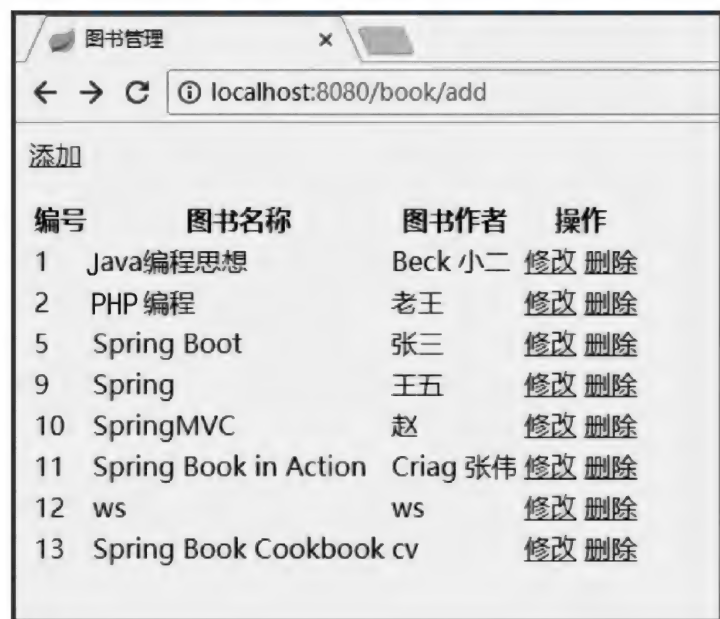 图书管理
localhost:8080/book/add
添加
编号 图书名称 图书作者 操作
1 Java编程思想 Beck 小二 修改 删除
2 PHP 编程 老王 修改 删除
5 Spring Boot 张三 修改 删除
9 Spring 王五 修改 删除
10 SpringMVC 赵 修改 删除
11 Spring Book in Action Criag 张伟 修改 删除
12 ws ws 修改 删除
13 Spring Book Cookbook cv 修改 删除